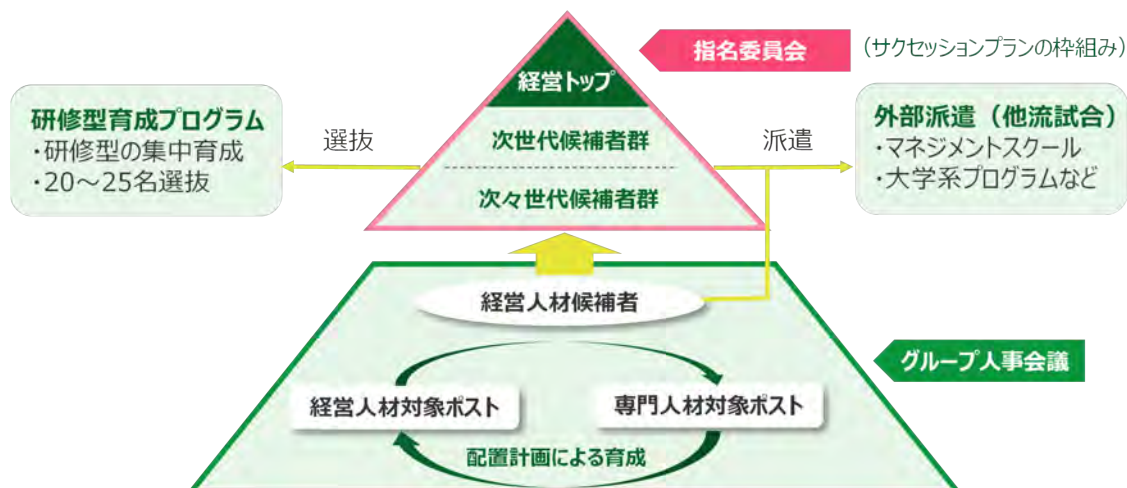 指名委員会
（サクセッションプランの枠組み）
経営トップ
次世代候補者群
次々世代候補者群
選抜
研修型育成プログラム
・研修型の集中育成
・20～25名選抜
派遣
外部派遣（他流試合）
・マネジメントスクール
・大学系プログラムなど
経営人材候補者
グループ人事会議
経営人材対象ポスト
専門人材対象ポスト
配置計画による育成